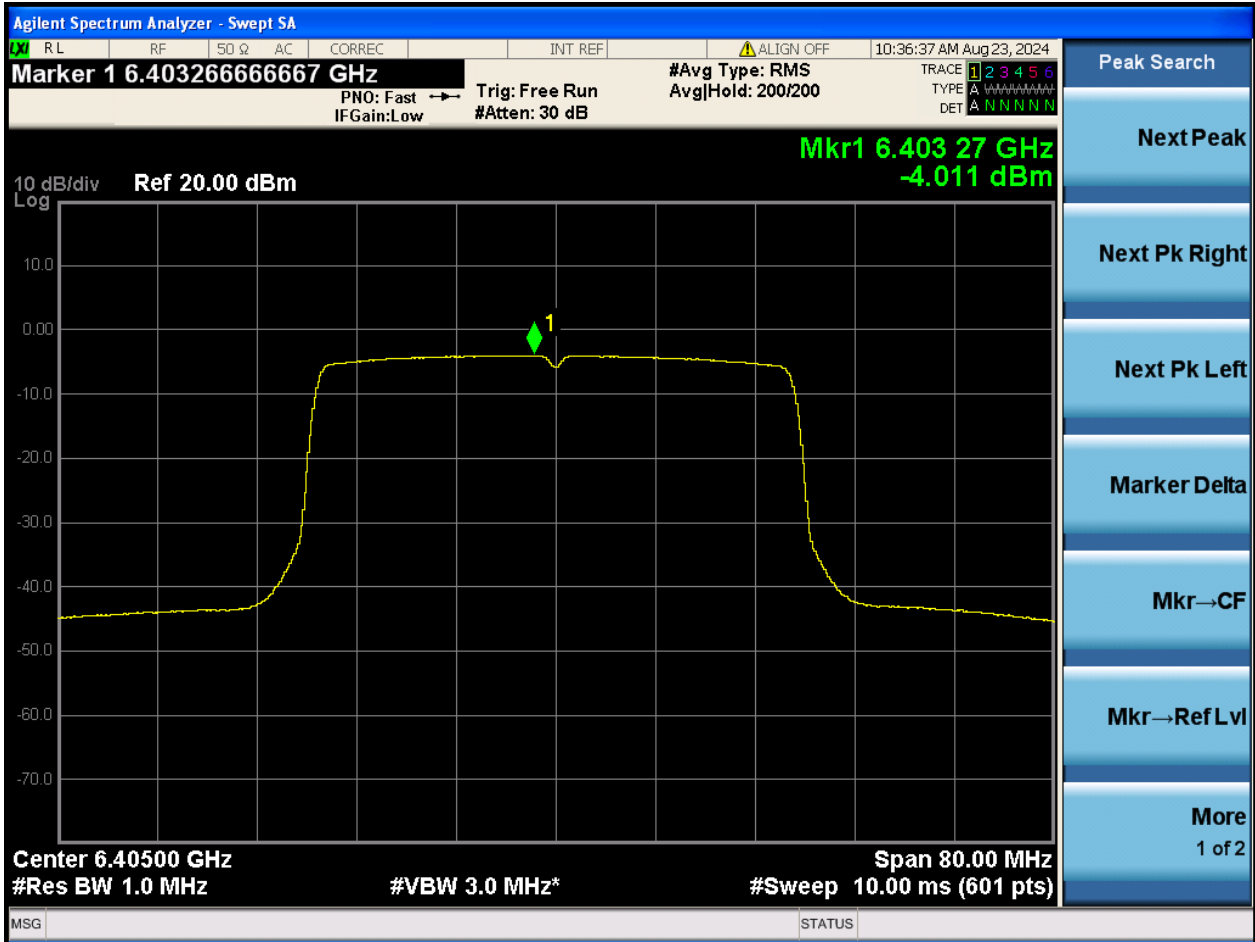 Agilent Spectrum Analyzer - Swept SA
LXI RL RF 50 Ω AC CORREC INT REF ALIGN OFF 10:36:37 AM Aug 23, 2024
Marker 1 6.403266666667 GHz
PNO: Fast
IFGain:Low
Trig: Free Run
#Atten: 30 dB
#Avg Type: RMS
Avg|Hold: 200/200
TRACE 1 2 3 4 5 6
TYPE A WWWWWW
DET A N N N N N
Mkr1 6.403 27 GHz
-4.011 dBm
10 dB/div Ref 20.00 dBm
Log
10.0
0.00
-10.0
-20.0
-30.0
-40.0
-50.0
-60.0
-70.0
1
Center 6.40500 GHz Span 80.00 MHz
#Res BW 1.0 MHz #VBW 3.0 MHz* #Sweep 10.00 ms (601 pts)
MSG STATUS
Peak Search
Next Peak
Next Pk Right
Next Pk Left
Marker Delta
Mkr→CF
Mkr→Ref Lvl
More
1 of 2